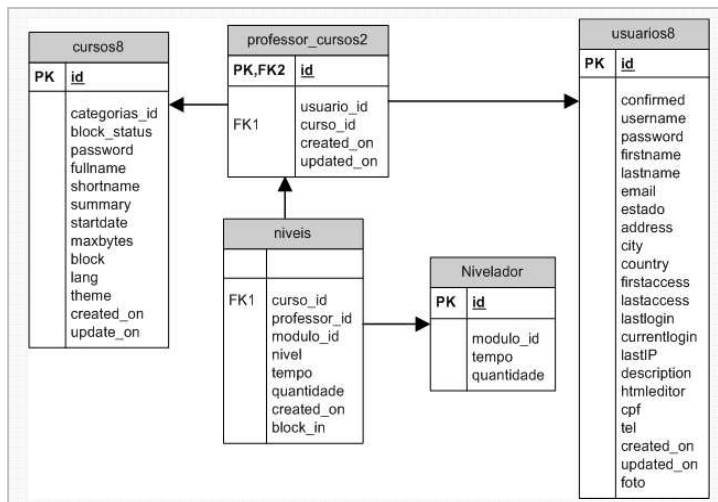 cursos8
PK id
categorias_id
block_status
password
fullname
shortname
summary
startdate
maxbytes
block
lang
theme
created_on
update_on
professor_cursos2
PK,FK2 id
usuario_id
FK1 curso_id
created_on
updated_on
usuarios8
PK id
confirmed
username
password
firstname
lastname
email
estado
address
city
country
firstaccess
lastaccess
lastlogin
currentlogin
lastIP
description
htmleditor
cpf
tel
created_on
updated_on
foto
niveis
FK1 curso_id
professor_id
modulo_id
nivel
tempo
quantidade
created_on
block_in
Nivelador
PK id
modulo_id
tempo
quantidade